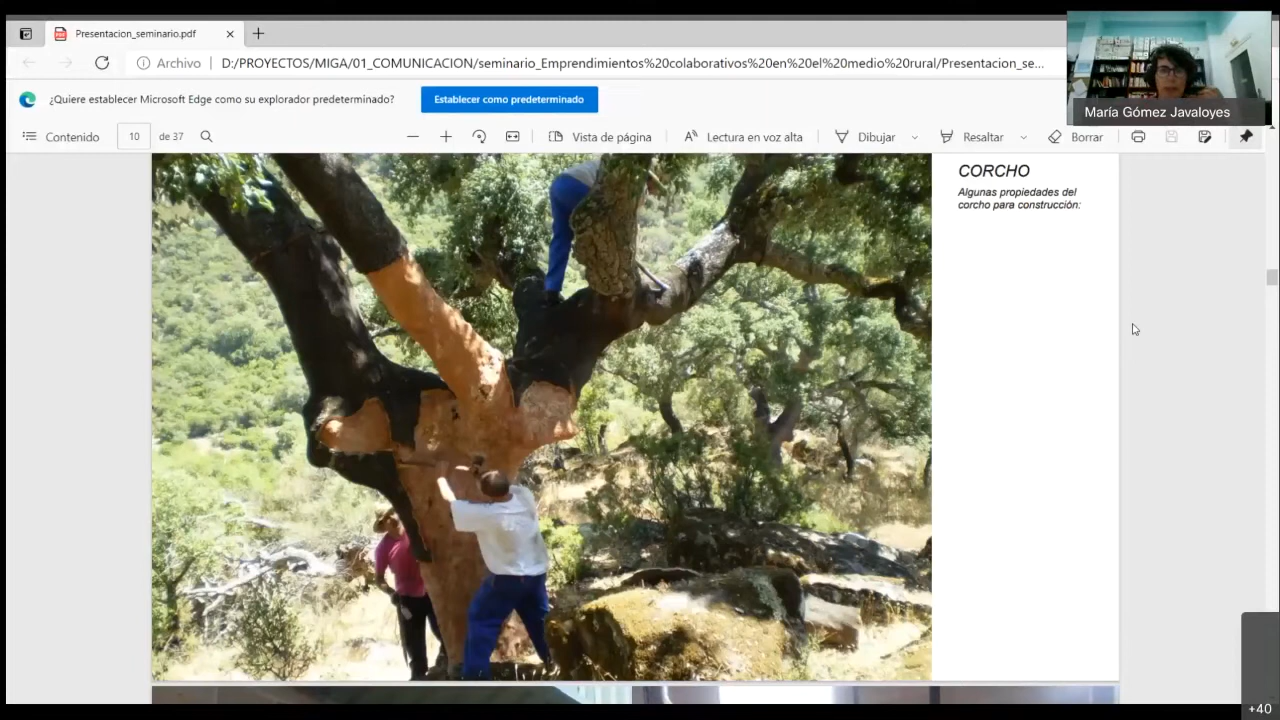 Presentacion_seminario.pdf
Archivo
D:/PROYECTOS/MIGA/01_COMUNICACION/seminario_Emprendimientos%20colaborativos%20en%20el%20medio%20rural/Presentacion_se...
¿Quiere establecer Microsoft Edge como su explorador predeterminado?
Establecer como predeterminado
María Gómez Javaloyes
Contenido
10
de 37
Vista de página
Lectura en voz alta
Dibujar
Resaltar
Borrar
CORCHO
Algunas propiedades del
corcho para construcción:
+40